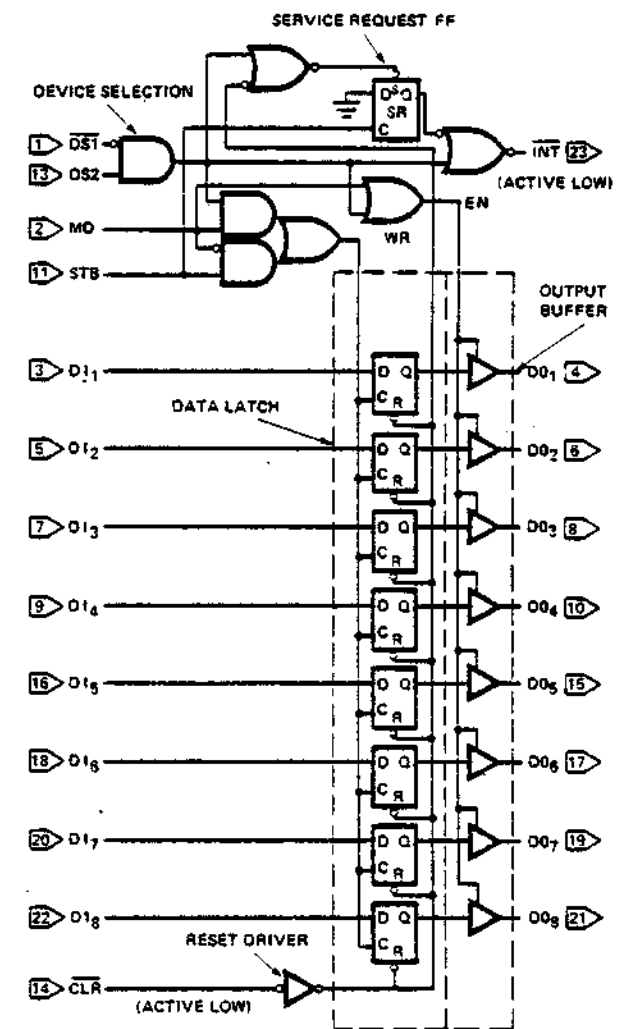 SERVICE REQUEST FF
DEVICE SELECTION
D S Q
SR
C
1 DS1
13 DS2
INT 23
(ACTIVE LOW)
2 MD
EN
WR
11 STB
OUTPUT
BUFFER
3 DI1 D Q C R DO1 4
DATA LATCH
5 DI2 D Q C R DO2 6
7 DI3 D Q C R DO3 8
9 DI4 D Q C R DO4 10
16 DI5 D Q C R DO5 15
18 DI6 D Q C R DO6 17
20 DI7 D Q C R DO7 19
22 DI8 D Q C R DO8 21
RESET DRIVER
14 CLR
(ACTIVE LOW)